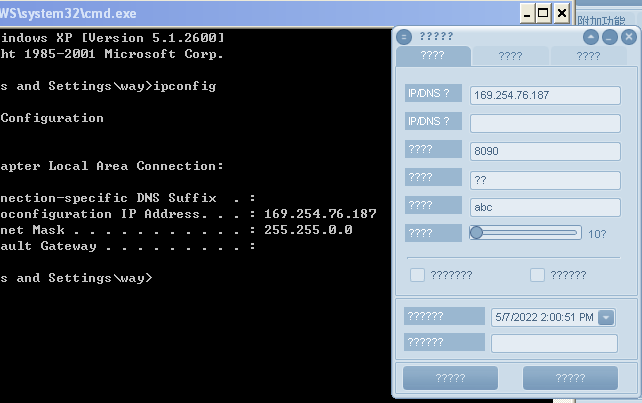 WS\system32\cmd.exe
indows XP [Version 5.1.2600]
ht 1985-2001 Microsoft Corp.
s and Settings\way>ipconfig
Configuration
apter Local Area Connection:
nection-specific DNS Suffix  . :
oconfiguration IP Address. . . : 169.254.76.187
net Mask . . . . . . . . . . . : 255.255.0.0
ault Gateway . . . . . . . . . :
s and Settings\way>
附加功能
?????
???? ???? ????
IP/DNS ? 169.254.76.187
IP/DNS ?
???? 8090
???? ??
???? abc
???? 10?
??????? ??????
?????? 5/7/2022 2:00:51 PM
??????
????? ?????